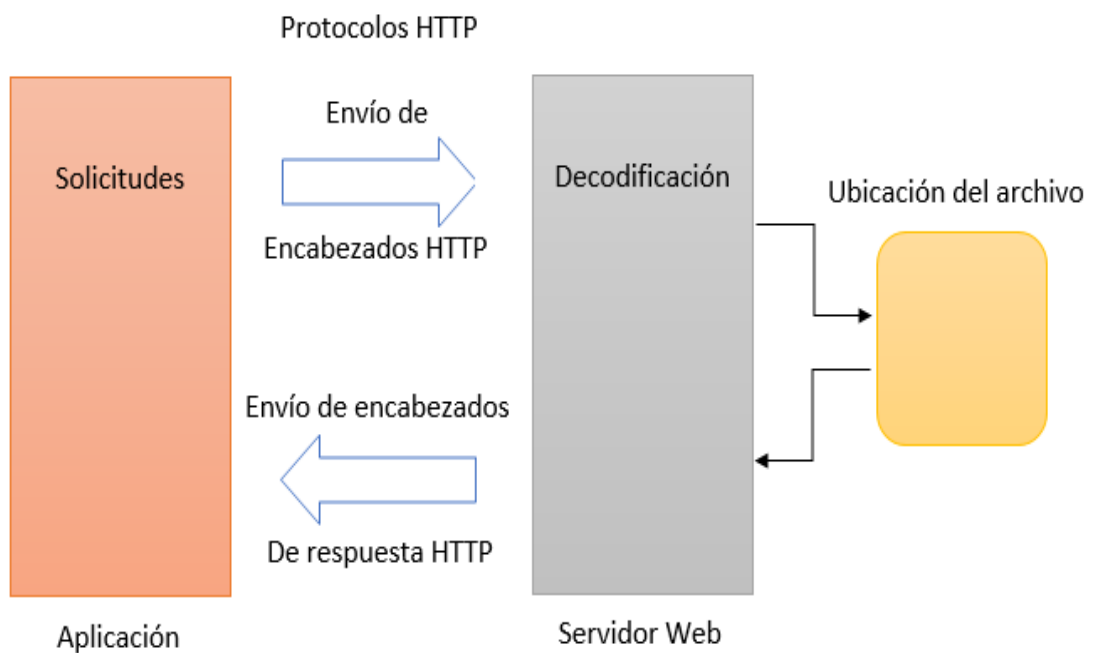 Protocolos HTTP
Envío de
Solicitudes
Decodificación
Ubicación del archivo
Encabezados HTTP
Envío de encabezados
De respuesta HTTP
Aplicación
Servidor Web